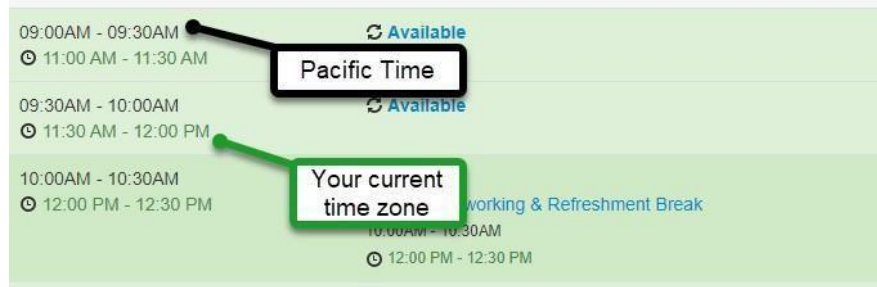 09:00AM - 09:30AM
Available
11:00 AM - 11:30 AM
Pacific Time
09:30AM - 10:00AM
Available
11:30 AM - 12:00 PM
10:00AM - 10:30AM
12:00 PM - 12:30 PM
Your current
time zone
& Refreshment Break
10:00AM - 10:30AM
12:00 PM - 12:30 PM